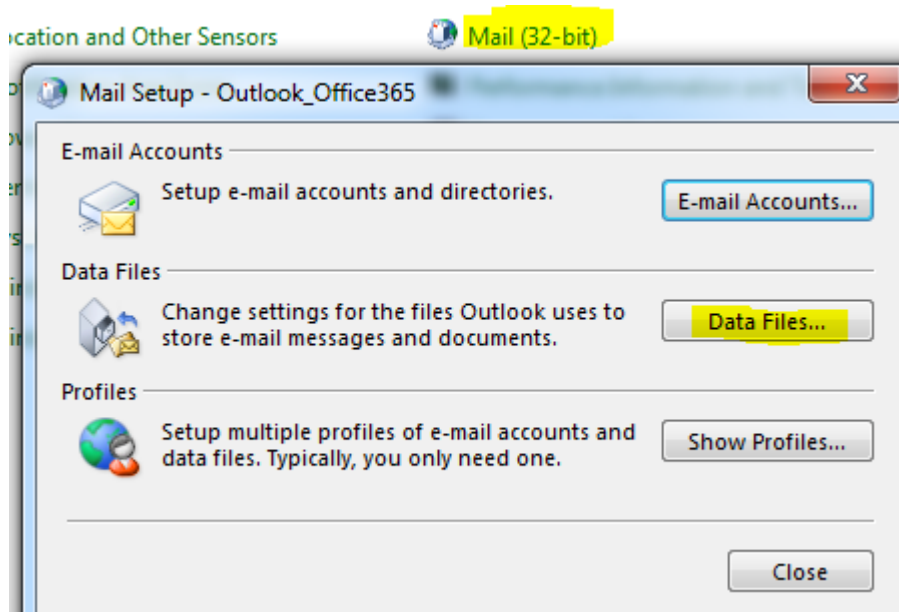 ocation and Other Sensors
Mail (32-bit)
Mail Setup - Outlook_Office365
E-mail Accounts
Setup e-mail accounts and directories.
E-mail Accounts...
Data Files
Change settings for the files Outlook uses to
store e-mail messages and documents.
Data Files...
Profiles
Setup multiple profiles of e-mail accounts and
data files. Typically, you only need one.
Show Profiles...
Close